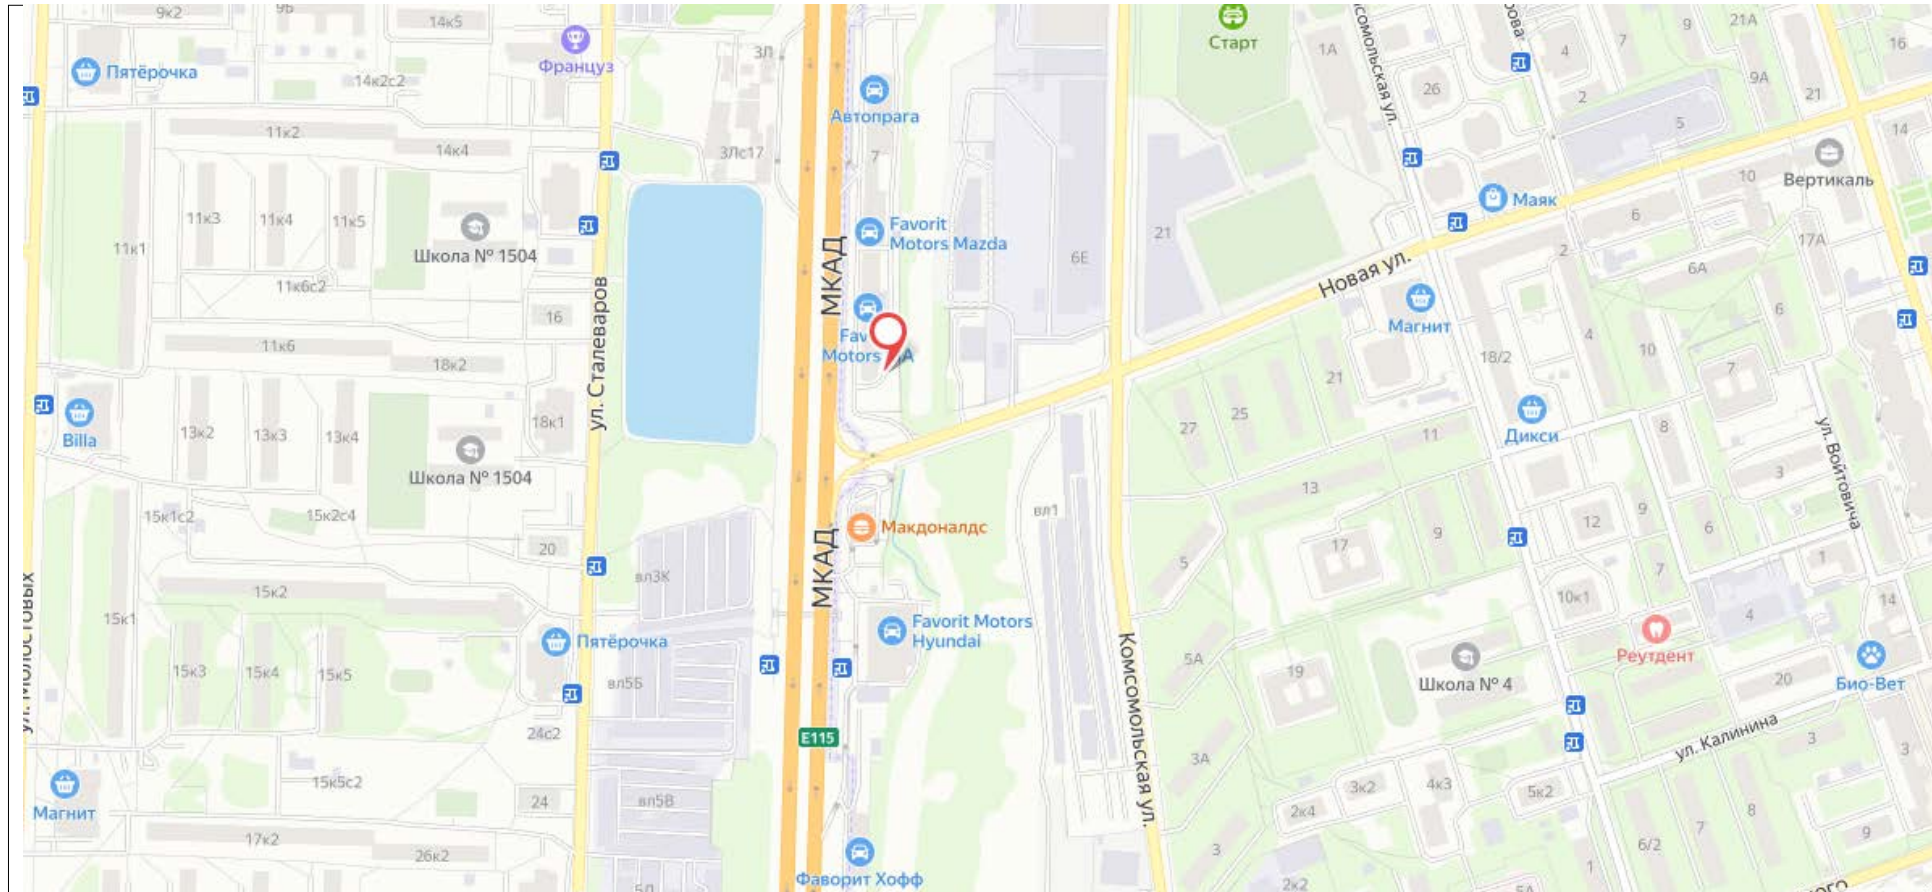 9к2
9Б
14к5
Француз
3Л
Старт
1А
26
4
7
9
21А
16
Пятёрочка
14к2с2
Автопрага
Комсомольская ул.
2
9А
21
11к2
14к4
3Лс17
7
5
14
10
Вертикаль
Маяк
11к3
11к4
11к5
Школа № 1504
Favorit
Motors Mazda
6Е
21
6
2
17А
11к1
11к6с2
МКАД
Новая ул.
6А
6
16
ул. Сталеваров
Магнит
4
10
11к6
18к2
Motors
18/2
7
21
Billa
13к2
13к3
13к4
18к1
27
25
11
Дикси
8
ул. Войтовича
Школа № 1504
13
3
15к1с2
15к2с4
МКАД
Макдоналдс
вл1
12
9
6
9
20
вл3К
5
17
9
7
1
15к2
10к1
4
14
15к1
Favorit Motors
Hyundai
Пятёрочка
Комсомольская ул.
Реутдент
15к3
15к4
15к5
вл5Б
5А
19
Школа № 4
20
Био-Вет
24с2
Е115
ул. Калинина
3
3
15к5с2
3А
Магнит
24
вл5В
3к2
4к3
5к2
2к4
8
7
9
17к2
26к2
Фаворит Хофф
3
6/2
1
2к2